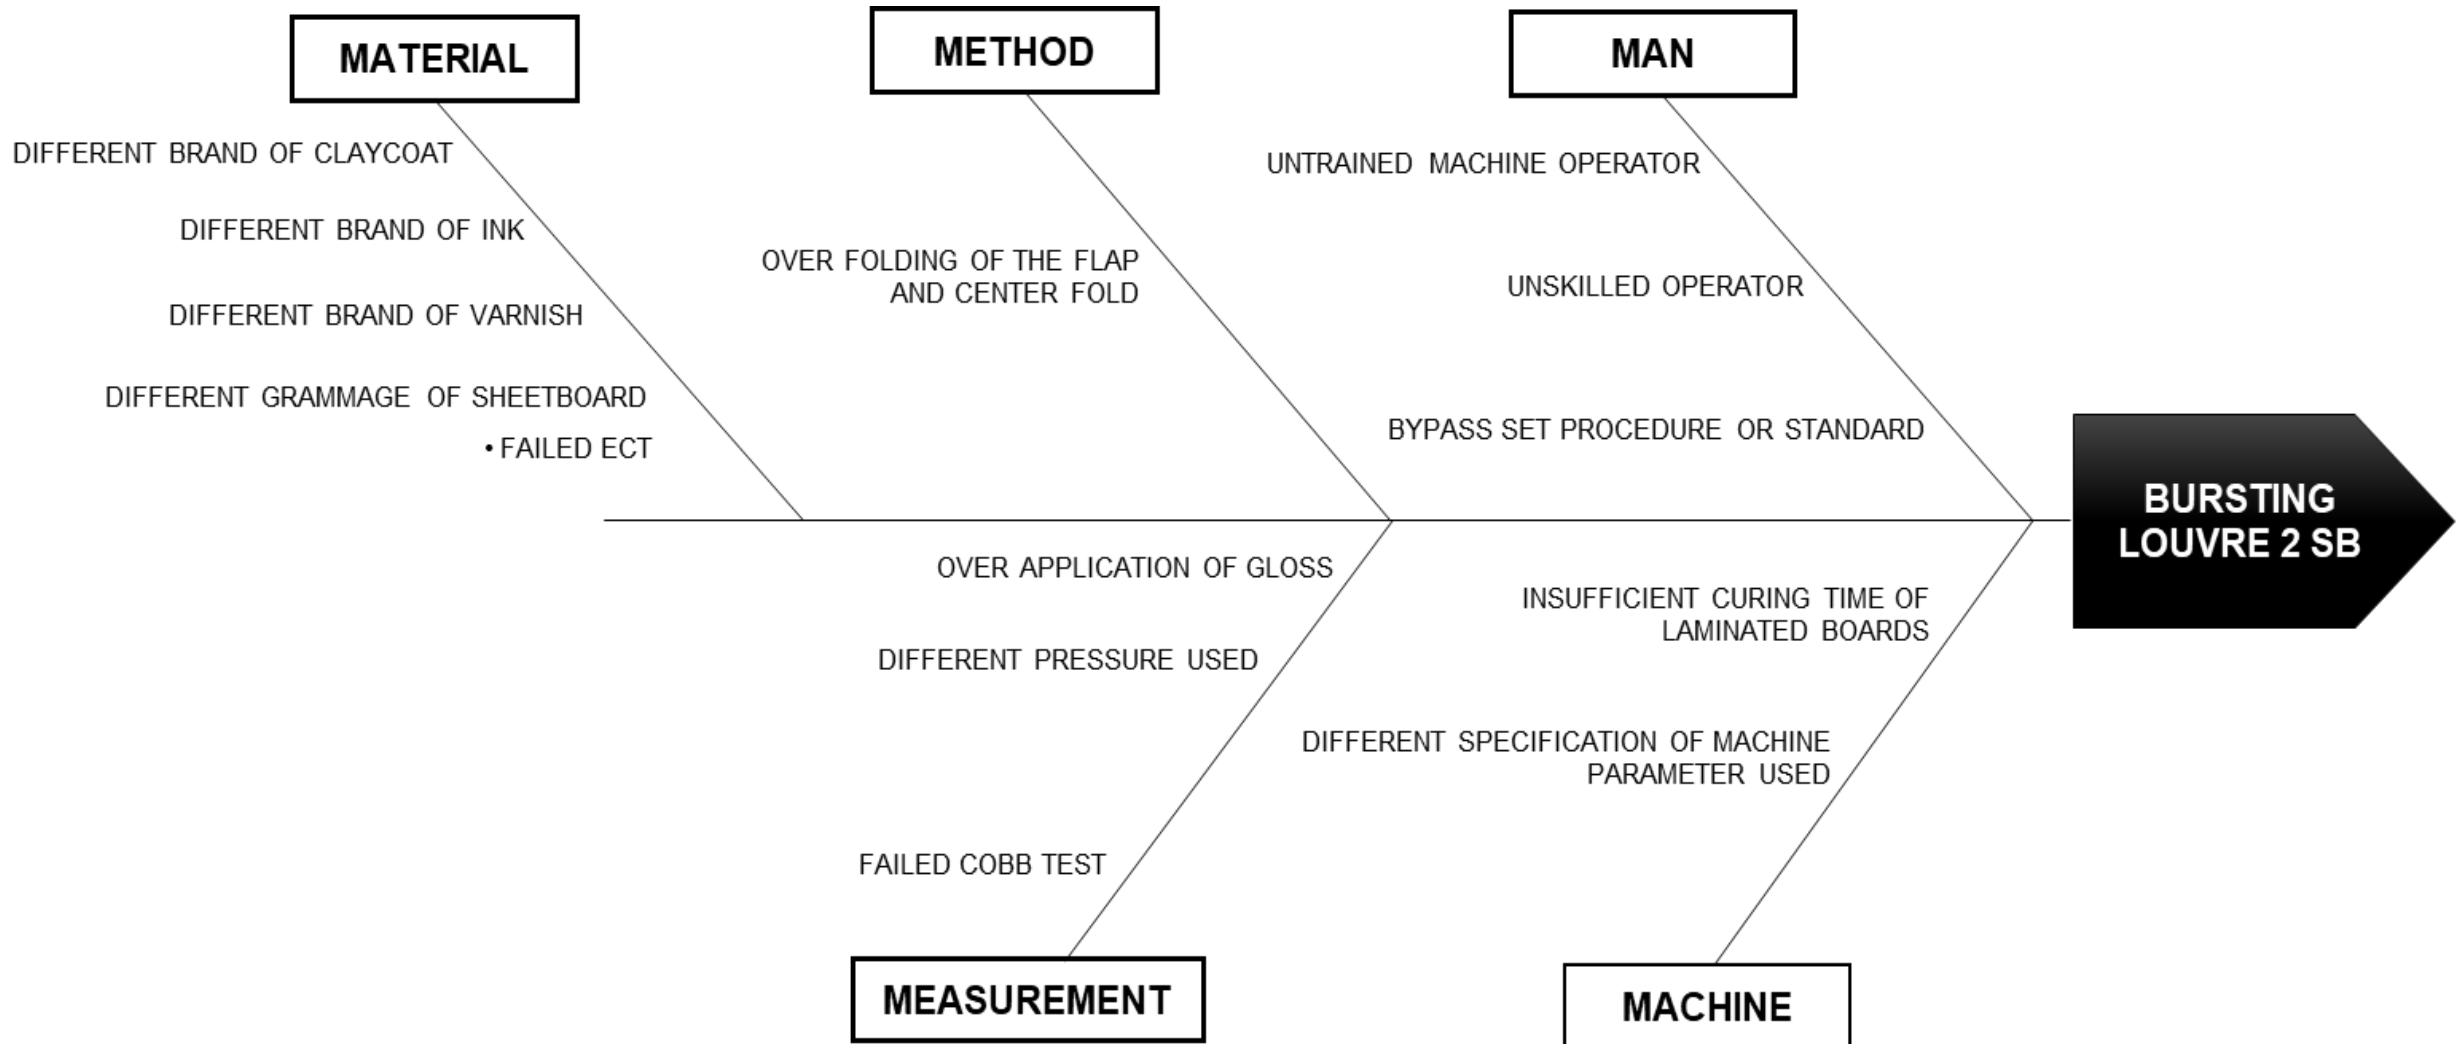 MATERIAL
METHOD
MAN
DIFFERENT BRAND OF CLAYCOAT
DIFFERENT BRAND OF INK
DIFFERENT BRAND OF VARNISH
DIFFERENT GRAMMAGE OF SHEETBOARD
• FAILED ECT
OVER FOLDING OF THE FLAP
AND CENTER FOLD
UNTRAINED MACHINE OPERATOR
UNSKILLED OPERATOR
BYPASS SET PROCEDURE OR STANDARD
BURSTING
LOUVRE 2 SB
OVER APPLICATION OF GLOSS
DIFFERENT PRESSURE USED
FAILED COBB TEST
INSUFFICIENT CURING TIME OF
LAMINATED BOARDS
DIFFERENT SPECIFICATION OF MACHINE
PARAMETER USED
MEASUREMENT
MACHINE